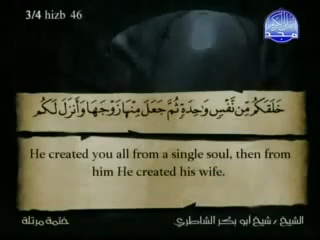 3/4 hizb 46
المجد
خَلَقَكُم مِّن نَّفْسٍ وَٰحِدَةٍ ثُمَّ جَعَلَ مِنْهَا زَوْجَهَا وَأَنزَلَ لَكُم
He created you all from a single soul, then from
him He created his wife.
ختمة مرتلة
الشيخ / شيخ أبو بكر الشاطري